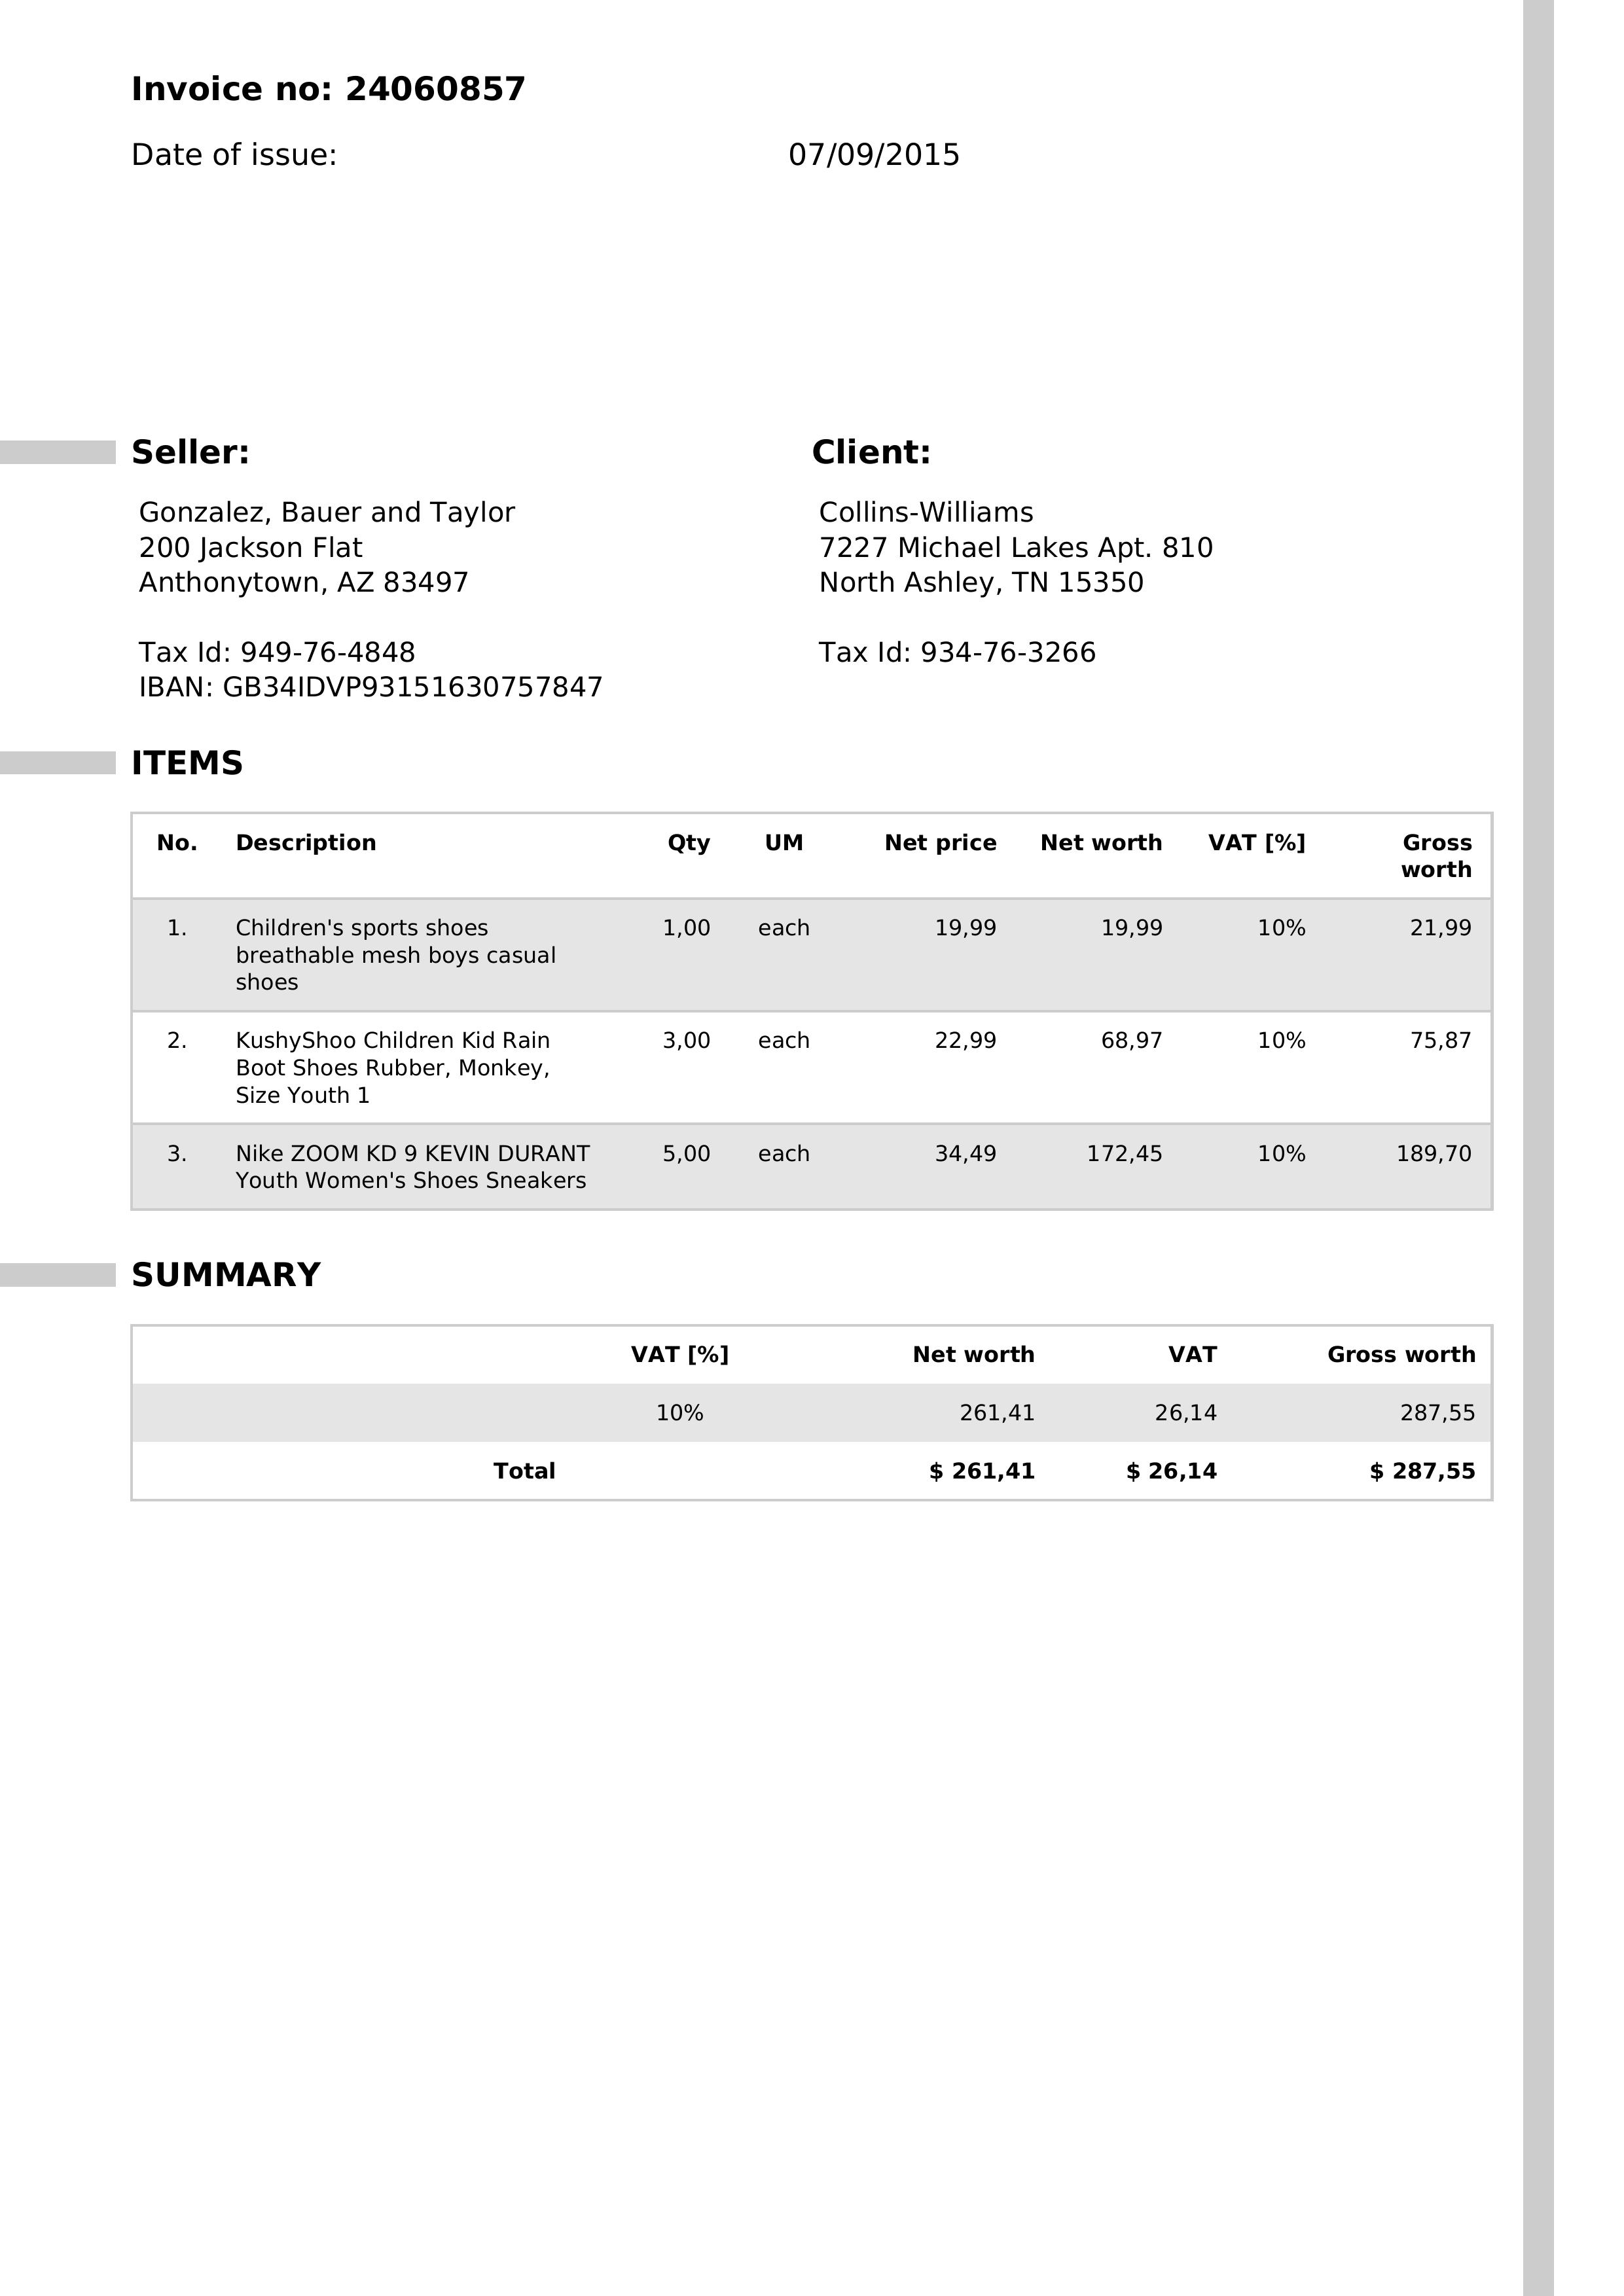 Invoice no: 24060857
Date of issue: 07/09/2015
Seller:
Gonzalez, Bauer and Taylor
200 Jackson Flat
Anthonytown, AZ 83497
Tax Id: 949-76-4848
IBAN: GB34IDVP93151630757847
Client:
Collins-Williams
7227 Michael Lakes Apt. 810
North Ashley, TN 15350
Tax Id: 934-76-3266
ITEMS
No. Description Qty UM Net price Net worth VAT [%] Gross
worth
1. Children's sports shoes 1,00 each 19,99 19,99 10% 21,99
breathable mesh boys casual
shoes
2. KushyShoo Children Kid Rain 3,00 each 22,99 68,97 10% 75,87
Boot Shoes Rubber, Monkey,
Size Youth 1
3. Nike ZOOM KD 9 KEVIN DURANT 5,00 each 34,49 172,45 10% 189,70
Youth Women's Shoes Sneakers
SUMMARY
VAT [%] Net worth VAT Gross worth
10% 261,41 26,14 287,55
Total $ 261,41 $ 26,14 $ 287,55